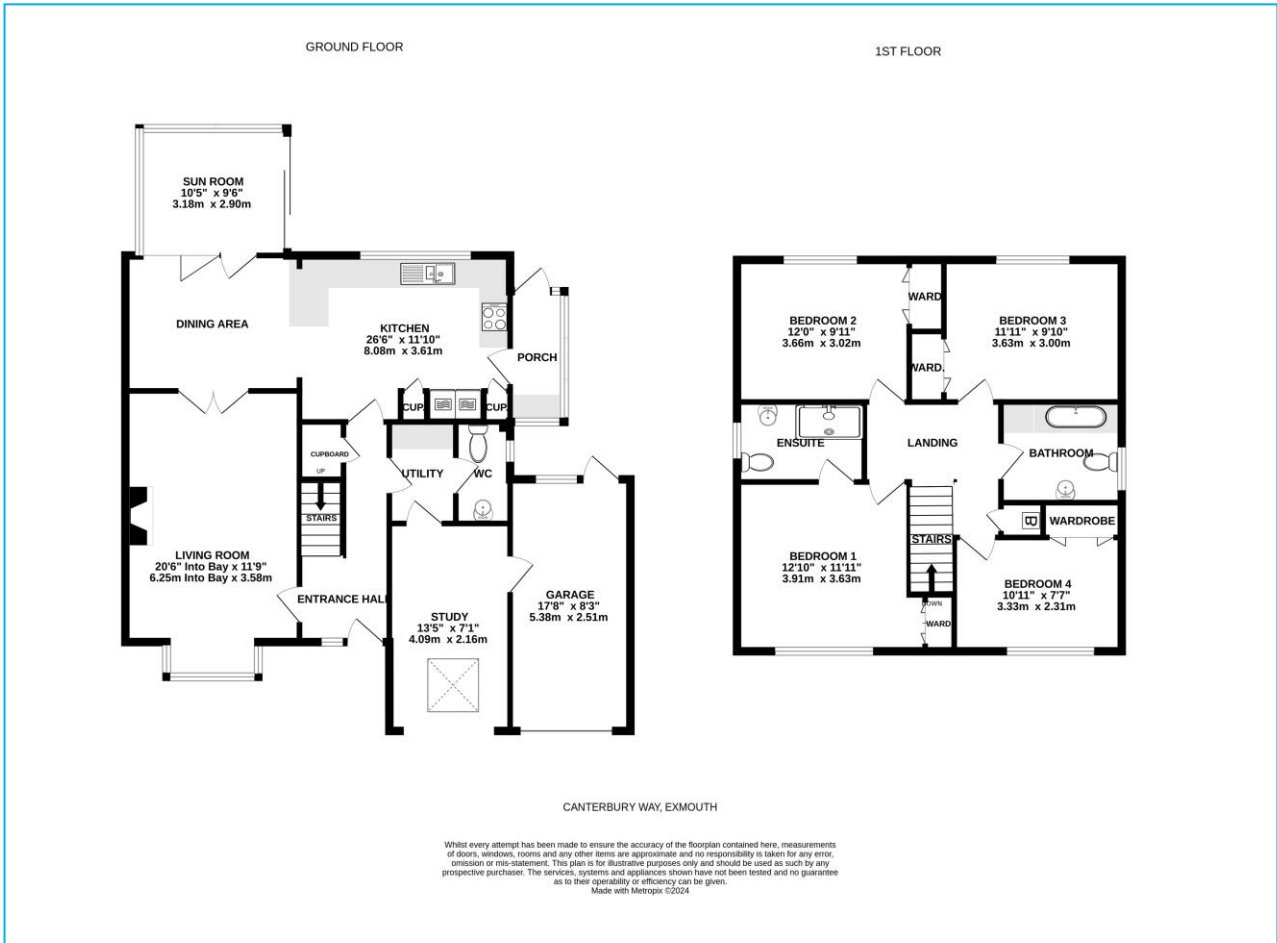 GROUND FLOOR
1ST FLOOR
SUN ROOM
10'5" x 9'6"
3.18m x 2.90m
DINING AREA
KITCHEN
26'6" x 11'10"
8.08m x 3.61m
PORCH
CUP.
CUP.
CUPBOARD
UP
UTILITY
WC
STAIRS
LIVING ROOM
20'6" Into Bay x 11'9"
6.25m Into Bay x 3.58m
ENTRANCE HALL
STUDY
13'5" x 7'1"
4.09m x 2.16m
GARAGE
17'8" x 8'3"
5.38m x 2.51m
BEDROOM 2
12'0" x 9'11"
3.66m x 3.02m
WARD.
BEDROOM 3
11'11" x 9'10"
3.63m x 3.00m
WARD.
ENSUITE
LANDING
BATHROOM
B
WARDROBE
STAIRS
BEDROOM 1
12'10" x 11'11"
3.91m x 3.63m
BEDROOM 4
10'11" x 7'7"
3.33m x 2.31m
DOWN
WARD.
CANTERBURY WAY, EXMOUTH
Whilst every attempt has been made to ensure the accuracy of the floorplan contained here, measurements
of doors, windows, rooms and any other items are approximate and no responsibility is taken for any error,
omission or mis-statement. This plan is for illustrative purposes only and should be used as such by any
prospective purchaser. The services, systems and appliances shown have not been tested and no guarantee
as to their operability or efficiency can be given.
Made with Metropix ©2024